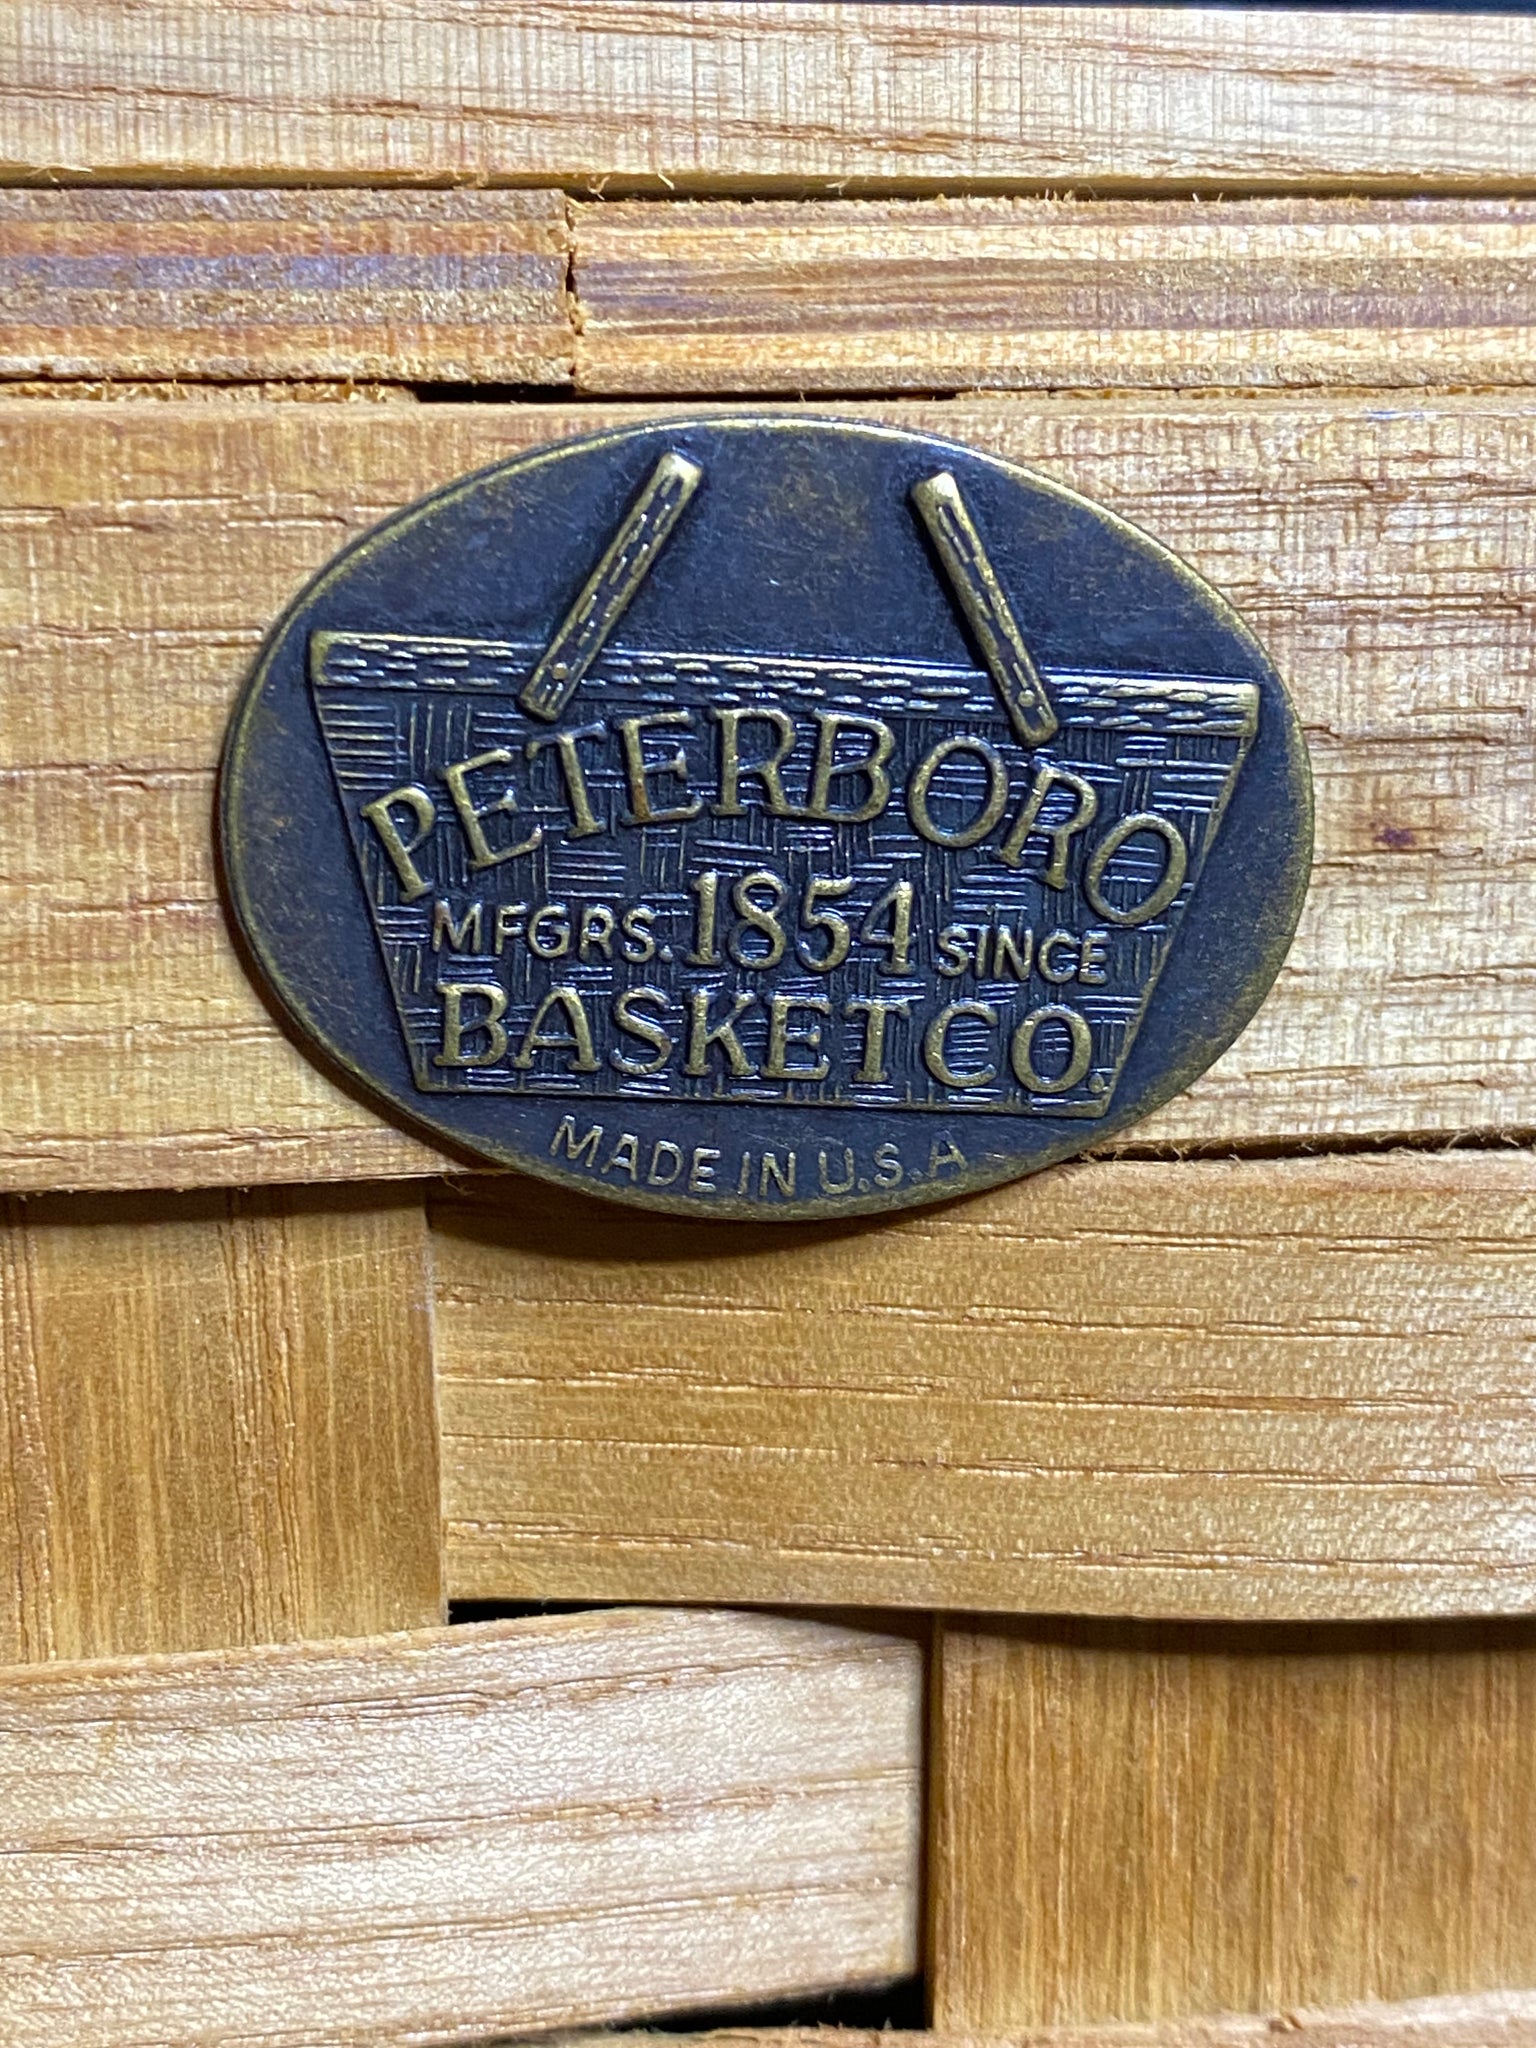 PETERBORO
MFGRS. 1854 SINCE
BASKET CO.
MADE IN U.S.A